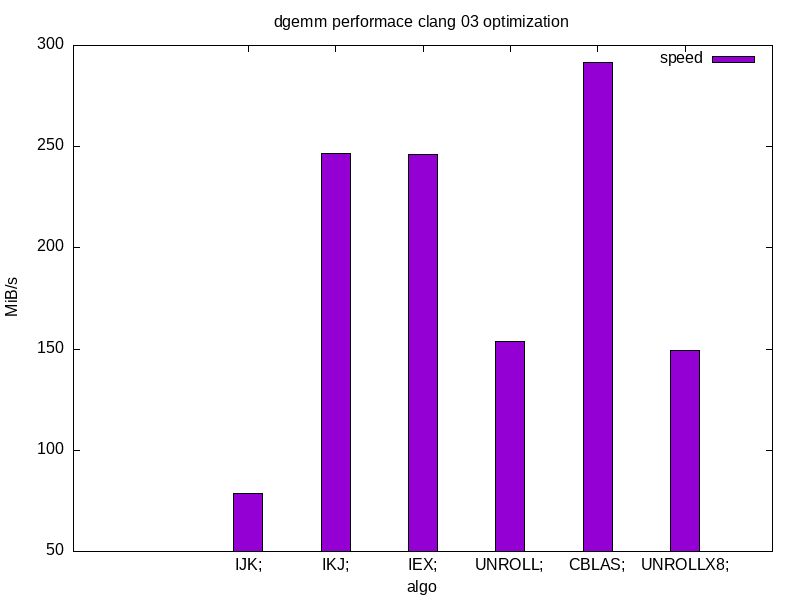 dgemm performace clang 03 optimization
speed
300
250
200
150
100
50
MiB/s
IJK; IKJ; IEX; UNROLL; CBLAS; UNROLLX8;
algo